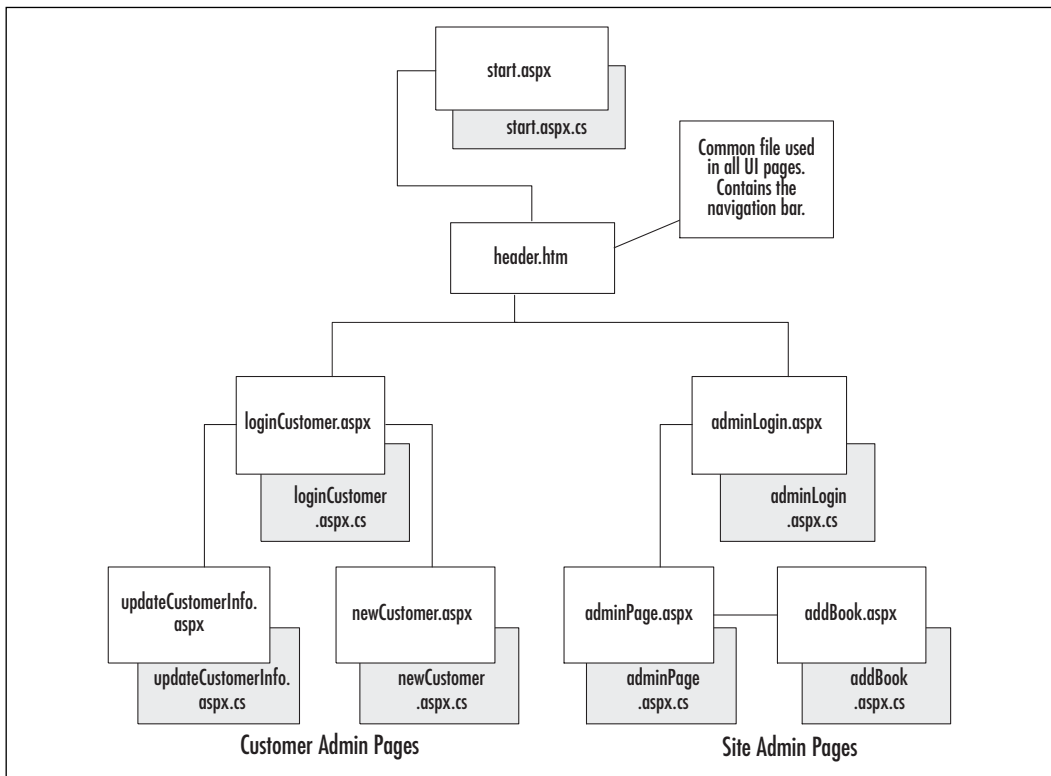 start.aspx
start.aspx.cs
Common file used
in all UI pages.
Contains the
navigation bar.
header.htm
loginCustomer.aspx
loginCustomer
.aspx.cs
adminLogin.aspx
adminLogin
.aspx.cs
updateCustomerInfo.
aspx
updateCustomerInfo.
aspx.cs
newCustomer.aspx
newCustomer
.aspx.cs
adminPage.aspx
adminPage
.aspx.cs
addBook.aspx
addBook
.aspx.cs
Customer Admin Pages
Site Admin Pages